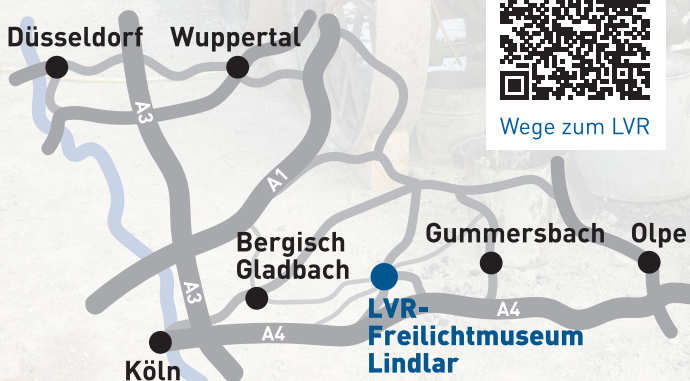 Düsseldorf
Wuppertal
Wege zum LVR
A3
A1
Bergisch
Gladbach
Gummersbach
Olpe
A3
LVR-
Freilichtmuseum
Lindlar
A4
A4
Köln